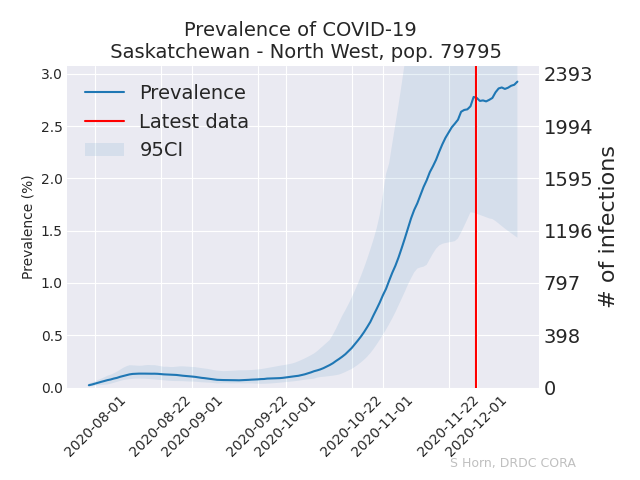 Prevalence of COVID-19
Saskatchewan - North West, pop. 79795
Prevalence
Latest data
95CI
Prevalence (%)
3.0
2.5
2.0
1.5
1.0
0.5
0.0
2393
1994
1595
1196
797
398
0
# of infections
2020-08-01
2020-08-22
2020-09-01
2020-09-22
2020-10-01
2020-10-22
2020-11-01
2020-11-22
2020-12-01
S Horn, DRDC CORA